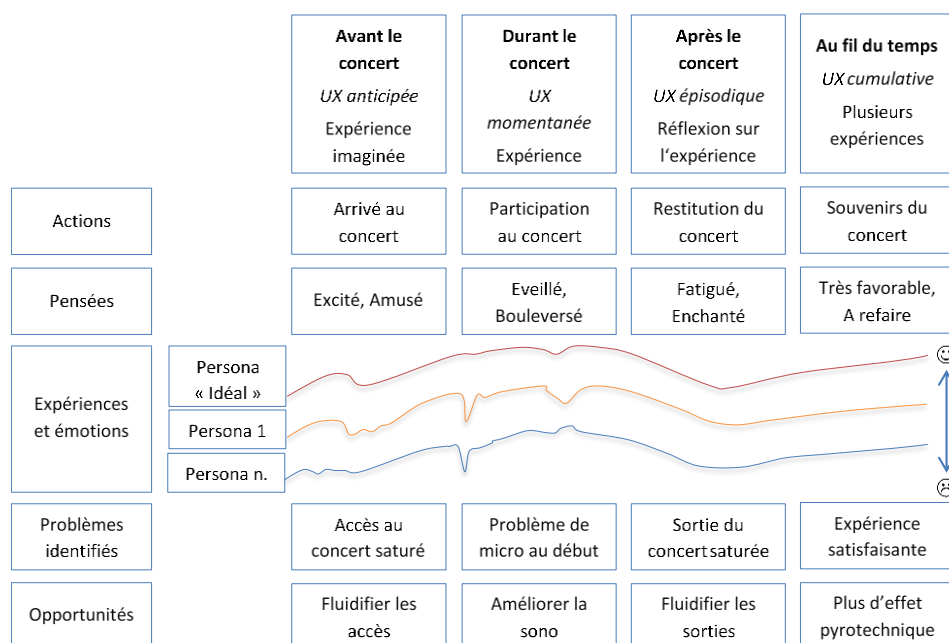 Avant le
concert
UX anticipée
Expérience
imaginée
Durant le
concert
UX
momentanée
Expérience
Après le
concert
UX épisodique
Réflexion sur
l'expérience
Au fil du temps
UX cumulative
Plusieurs
expériences
Actions
Arrivé au
concert
Participation
au concert
Restitution du
concert
Souvenirs du
concert
Pensées
Excité, Amusé
Eveillé,
Bouleversé
Fatigué,
Enchanté
Très favorable,
A refaire
Expériences
et émotions
Persona
« Idéal »
Persona 1
Persona n.
Problèmes
identifiés
Accès au
concert saturé
Problème de
micro au début
Sortie du
concert saturée
Expérience
satisfaisante
Opportunités
Fluidifier les
accès
Améliorer la
sono
Fluidifier les
sorties
Plus d'effet
pyrotechnique